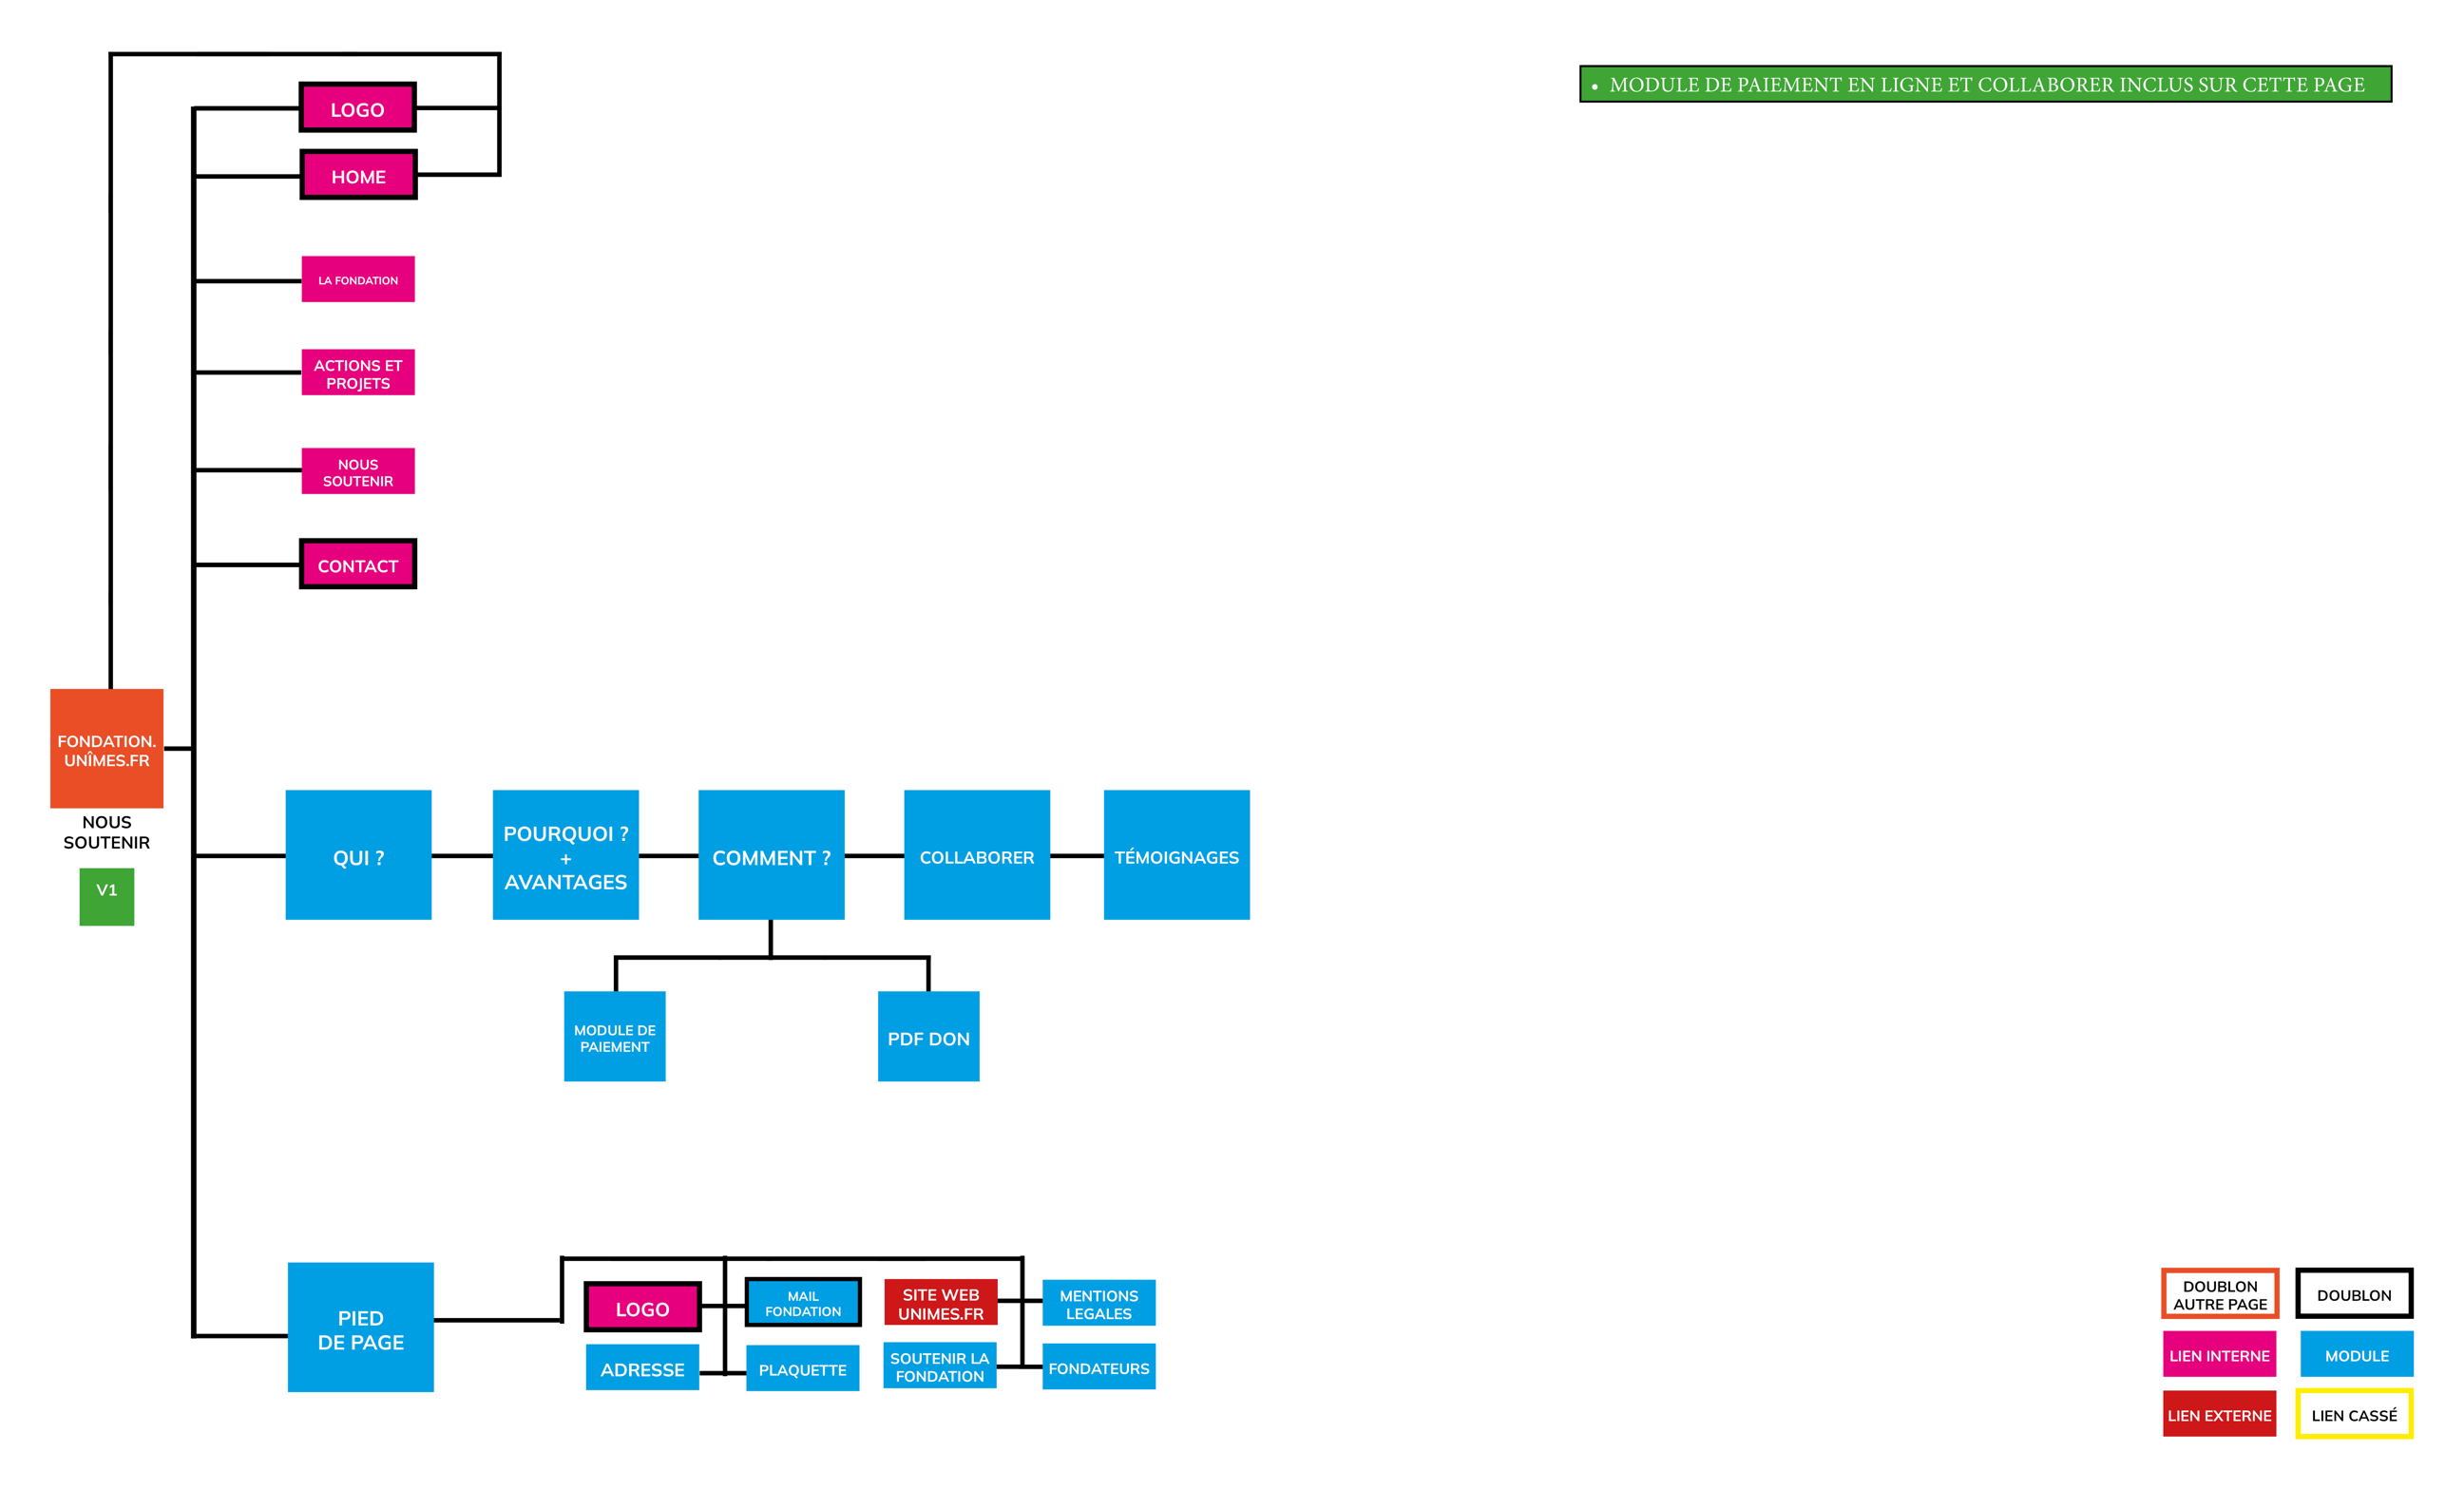 • MODULE DE PAIEMENT EN LIGNE ET COLLABORER INCLUS SUR CETTE PAGE
LOGO
HOME
LA FONDATION
ACTIONS ET
PROJETS
NOUS
SOUTENIR
CONTACT
FONDATION.
UNÎMES.FR
NOUS
SOUTENIR
V1
QUI ?
POURQUOI ?
+
AVANTAGES
COMMENT ?
COLLABORER
TÉMOIGNAGES
MODULE DE
PAIEMENT
PDF DON
PIED
DE PAGE
LOGO
MAIL
FONDATION
SITE WEB
UNIMES.FR
MENTIONS
LEGALES
ADRESSE
PLAQUETTE
SOUTENIR LA
FONDATION
FONDATEURS
DOUBLON
AUTRE PAGE
DOUBLON
LIEN INTERNE
MODULE
LIEN EXTERNE
LIEN CASSÉ